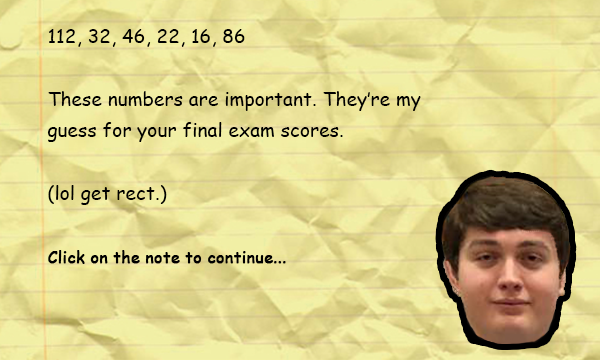 112, 32, 46, 22, 16, 86
These numbers are important. They're my
guess for your final exam scores.
(lol get rect.)
Click on the note to continue...